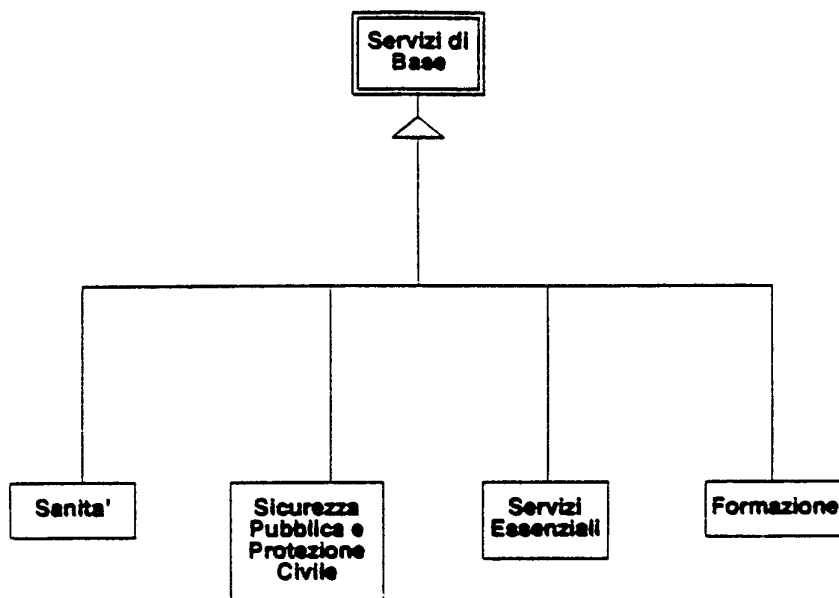 Servizi di
Base
Sanita'
Sicurezza
Pubblica e
Protezione
Civile
Servizi
Essenziali
Formazione